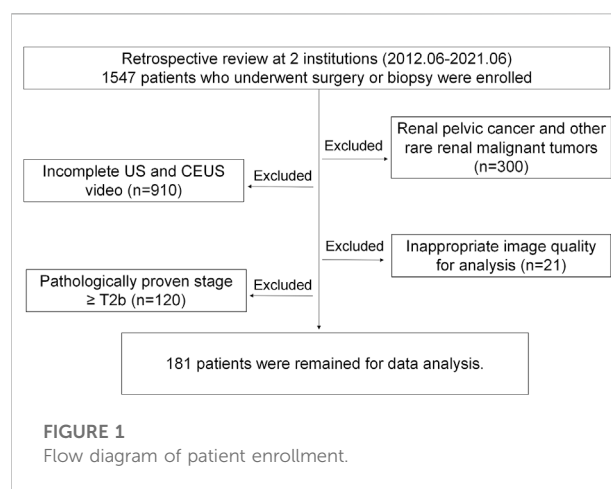 Retrospective review at 2 institutions (2012.06-2021.06)
1547 patients who underwent surgery or biopsy were enrolled
Excluded
Renal pelvic cancer and other
rare renal malignant tumors
(n=300)
Incomplete US and CEUS
video (n=910)
Excluded
Excluded
Inappropriate image quality
for analysis (n=21)
Pathologically proven stage
≥ T2b (n=120)
Excluded
181 patients were remained for data analysis.
FIGURE 1
Flow diagram of patient enrollment.